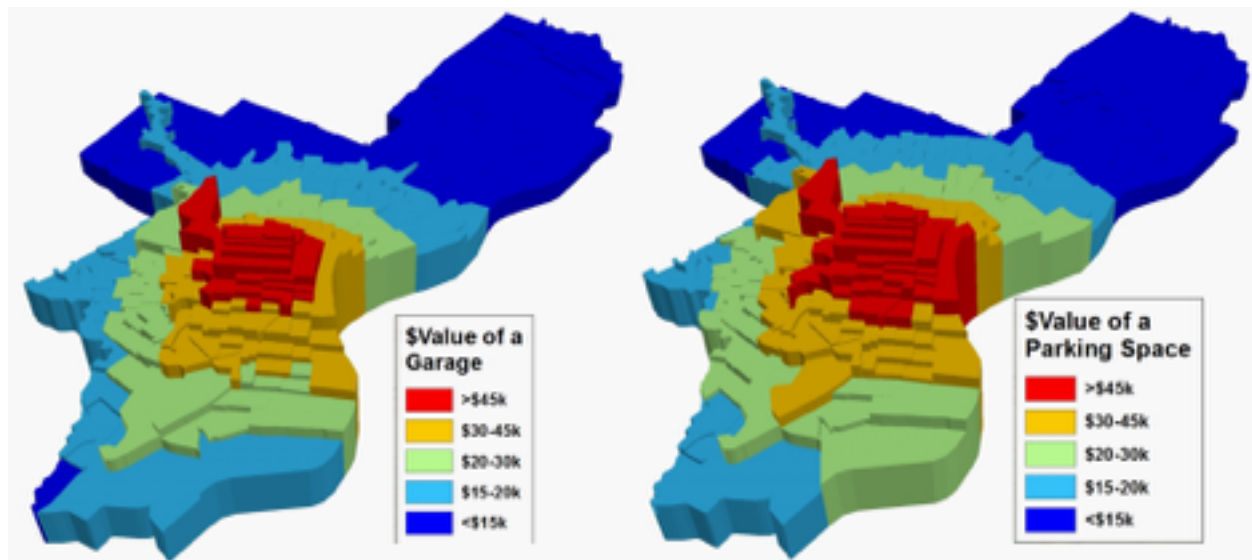 $Value of a
Garage
>$45k
$30-45k
$20-30k
$15-20k
<$15k
$Value of a
Parking Space
>$45k
$30-45k
$20-30k
$15-20k
<$15k